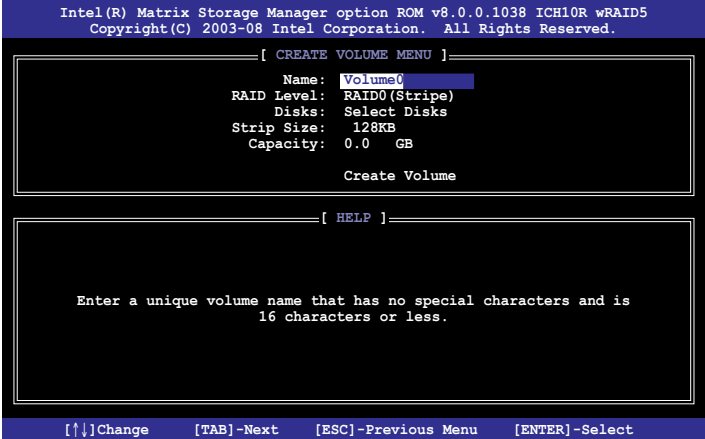 Intel(R) Matrix Storage Manager option ROM v8.0.0.1038 ICH10R wRAID5
Copyright(C) 2003-08 Intel Corporation.  All Rights Reserved.
[ CREATE VOLUME MENU ]
Name: Volume0
RAID Level: RAID0(Stripe)
Disks: Select Disks
Strip Size: 128KB
Capacity: 0.0 GB
Create Volume
[ HELP ]
Enter a unique volume name that has no special characters and is
16 characters or less.
[↑↓]Change [TAB]-Next [ESC]-Previous Menu [ENTER]-Select